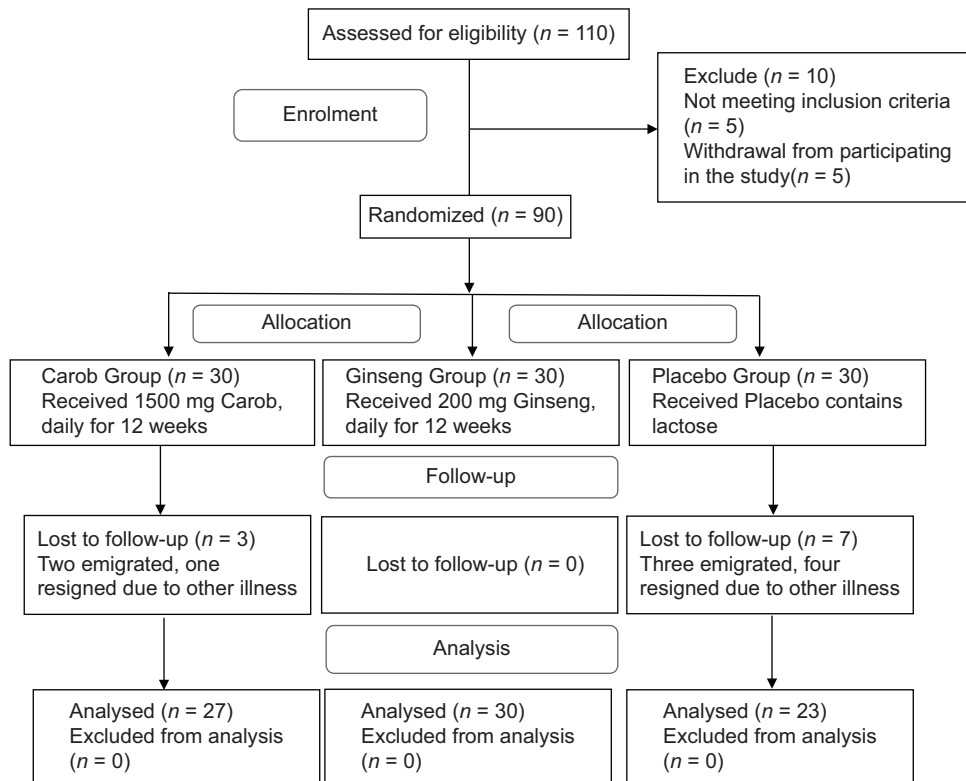 Assessed for eligibility (n = 110)
Exclude (n = 10)
Not meeting inclusion criteria
(n = 5)
Withdrawal from participating
in the study(n = 5)
Enrolment
Randomized (n = 90)
Allocation
Allocation
Carob Group (n = 30)
Received 1500 mg Carob,
daily for 12 weeks
Ginseng Group (n = 30)
Received 200 mg Ginseng,
daily for 12 weeks
Placebo Group (n = 30)
Received Placebo contains
lactose
Follow-up
Lost to follow-up (n = 3)
Two emigrated, one
resigned due to other illness
Lost to follow-up (n = 0)
Lost to follow-up (n = 7)
Three emigrated, four
resigned due to other illness
Analysis
Analysed (n = 27)
Excluded from analysis
(n = 0)
Analysed (n = 30)
Excluded from analysis
(n = 0)
Analysed (n = 23)
Excluded from analysis
(n = 0)